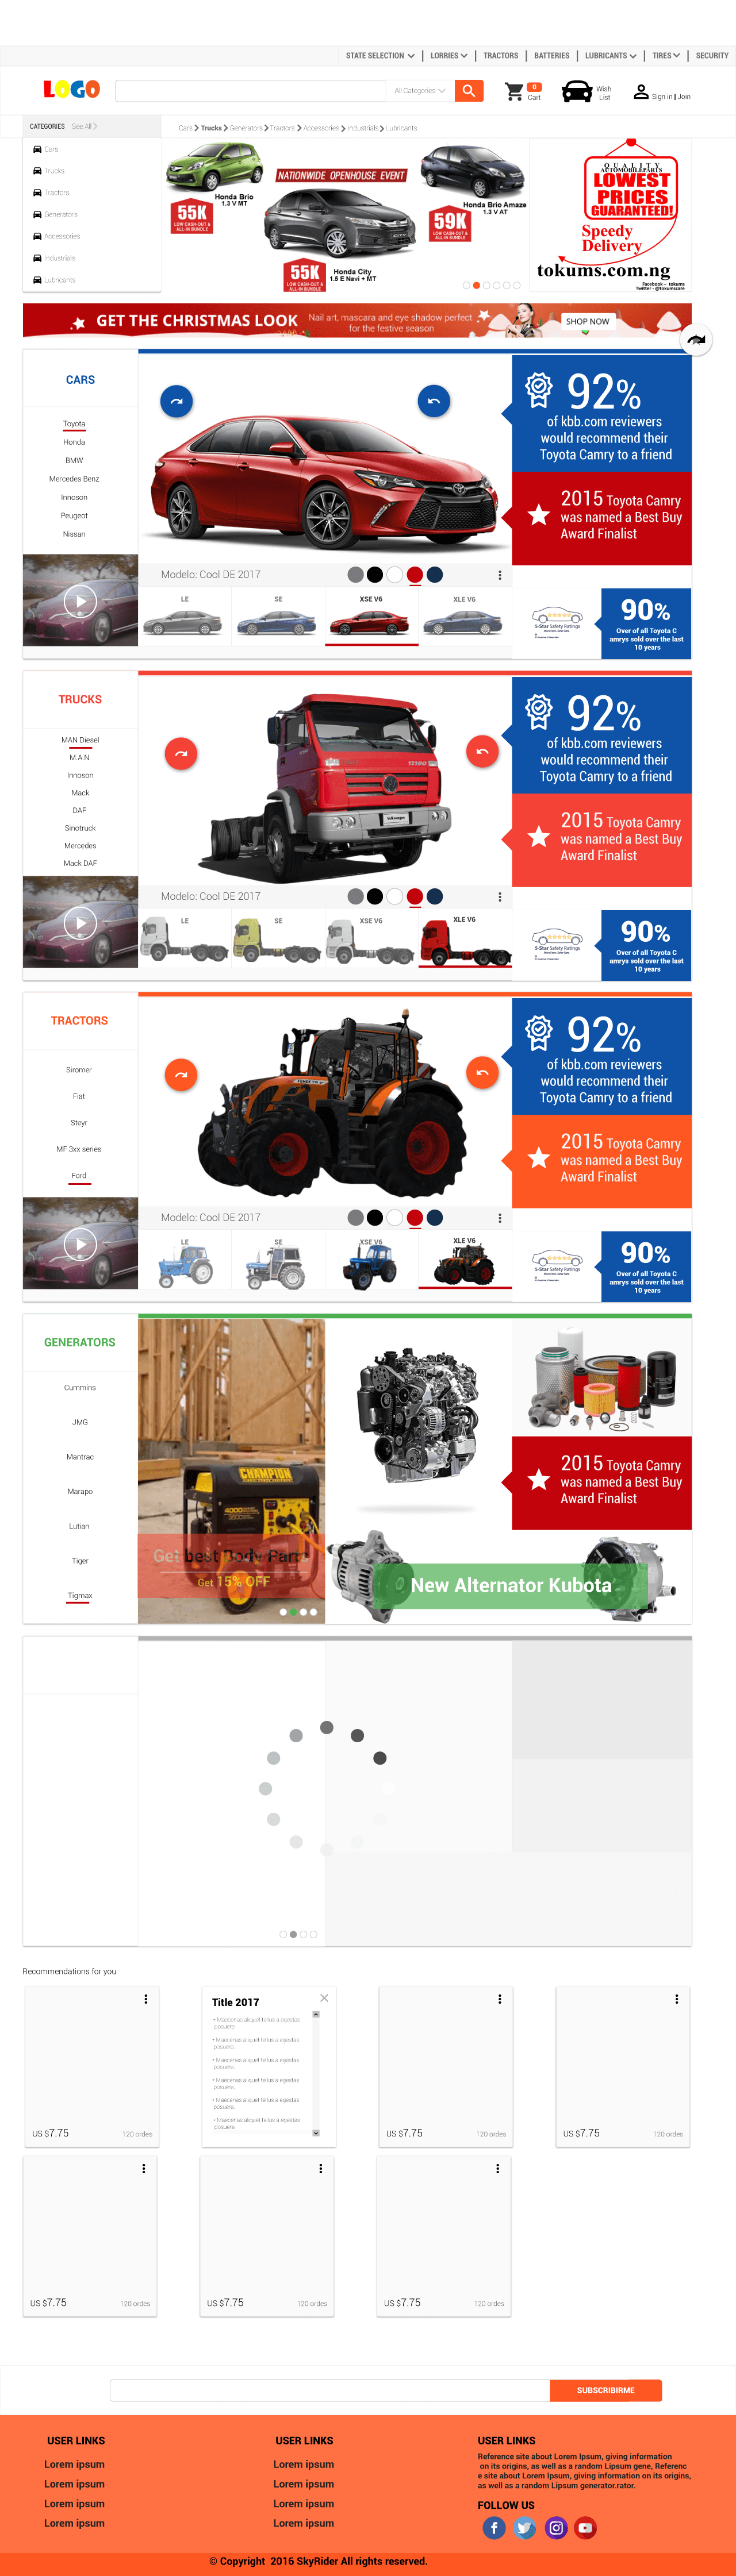 STATE SELECTION | LORRIES | TRACTORS | BATTERIES | LUBRICANTS | TIRES | SECURITY
LOGO
All Categories
0
Cart
Wish
List
Sign in | Join
CATEGORIES See All
Cars Trucks Generators Tractors Accessories Industrials Lubricants
Cars
Trucks
Tractors
Generators
Accessories
Industrials
Lubricants
Honda Brio
1.3 V MT
55K
LOW CASH-OUT &
ALL-IN BUNDLE
NATIONWIDE OPENHOUSE EVENT
55K
LOW CASH-OUT &
ALL-IN BUNDLE
Honda City
1.5 E Navi + MT
Honda Brio Amaze
1.3 V AT
59K
LOW CASH-OUT &
ALL-IN BUNDLE
QUALITY
AUTOMOBILEPARTS
LOWEST
PRICES
GUARANTEED!
Speedy
Delivery
tokums.com.ng
Facebook - tokums
Twitter - @tokumscare
GET THE CHRISTMAS LOOK
Nail art, mascara and eye shadow perfect
for the festive season
SHOP NOW
CARS
Toyota
Honda
BMW
Mercedes Benz
Innoson
Peugeot
Nissan
Modelo: Cool DE 2017
LE
SE
XSE V6
XLE V6
92%
of kbb.com reviewers
would recommend their
Toyota Camry to a friend
2015 Toyota Camry
was named a Best Buy
Award Finalist
5-Star Safety Ratings
90%
Over of all Toyota C
amrys sold over the last
10 years
TRUCKS
MAN Diesel
M.A.N
Innoson
Mack
DAF
Sinotruck
Mercedes
Mack DAF
Modelo: Cool DE 2017
LE
SE
XSE V6
XLE V6
92%
of kbb.com reviewers
would recommend their
Toyota Camry to a friend
2015 Toyota Camry
was named a Best Buy
Award Finalist
5-Star Safety Ratings
90%
Over of all Toyota C
amrys sold over the last
10 years
TRACTORS
Siromer
Fiat
Steyr
MF 3xx series
Ford
Modelo: Cool DE 2017
LE
SE
XSE V6
XLE V6
92%
of kbb.com reviewers
would recommend their
Toyota Camry to a friend
2015 Toyota Camry
was named a Best Buy
Award Finalist
5-Star Safety Ratings
90%
Over of all Toyota C
amrys sold over the last
10 years
GENERATORS
Cummins
JMG
Mantrac
Marapo
Lutian
Tiger
Tigmax
CHAMPION
4000
Get best Body Parts
Get 15% OFF
2015 Toyota Camry
was named a Best Buy
Award Finalist
New Alternator Kubota
Recommendations for you
US $7.75
120 ordes
Title 2017
• Maecenas aliquet tellus a egestas
posuere.
• Maecenas aliquet tellus a egestas
posuere.
• Maecenas aliquet tellus a egestas
posuere.
• Maecenas aliquet tellus a egestas
posuere.
• Maecenas aliquet tellus a egestas
posuere.
• Maecenas aliquet tellus a egestas
posuere.
US $7.75
120 ordes
US $7.75
120 ordes
US $7.75
120 ordes
US $7.75
120 ordes
US $7.75
120 ordes
SUBSCRIBIRME
USER LINKS
Lorem ipsum
Lorem ipsum
Lorem ipsum
Lorem ipsum
USER LINKS
Lorem ipsum
Lorem ipsum
Lorem ipsum
Lorem ipsum
USER LINKS
Reference site about Lorem Ipsum, giving information
on its origins, as well as a random Lipsum gene, Referenc
e site about Lorem Ipsum, giving information on its origins,
as well as a random Lipsum generator.rator.
FOLLOW US
© Copyright 2016 SkyRider All rights reserved.